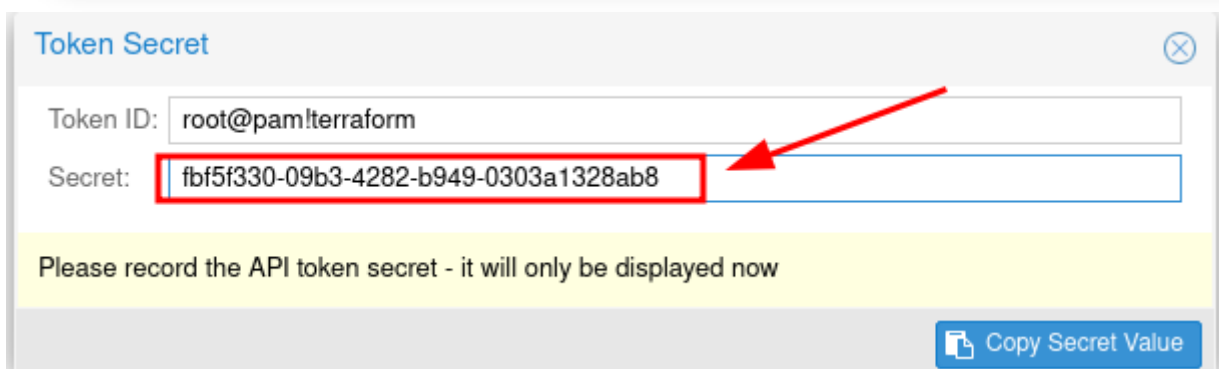 Token Secret
Token ID: root@pam!terraform
Secret: fbf5f330-09b3-4282-b949-0303a1328ab8
Please record the API token secret - it will only be displayed now
Copy Secret Value